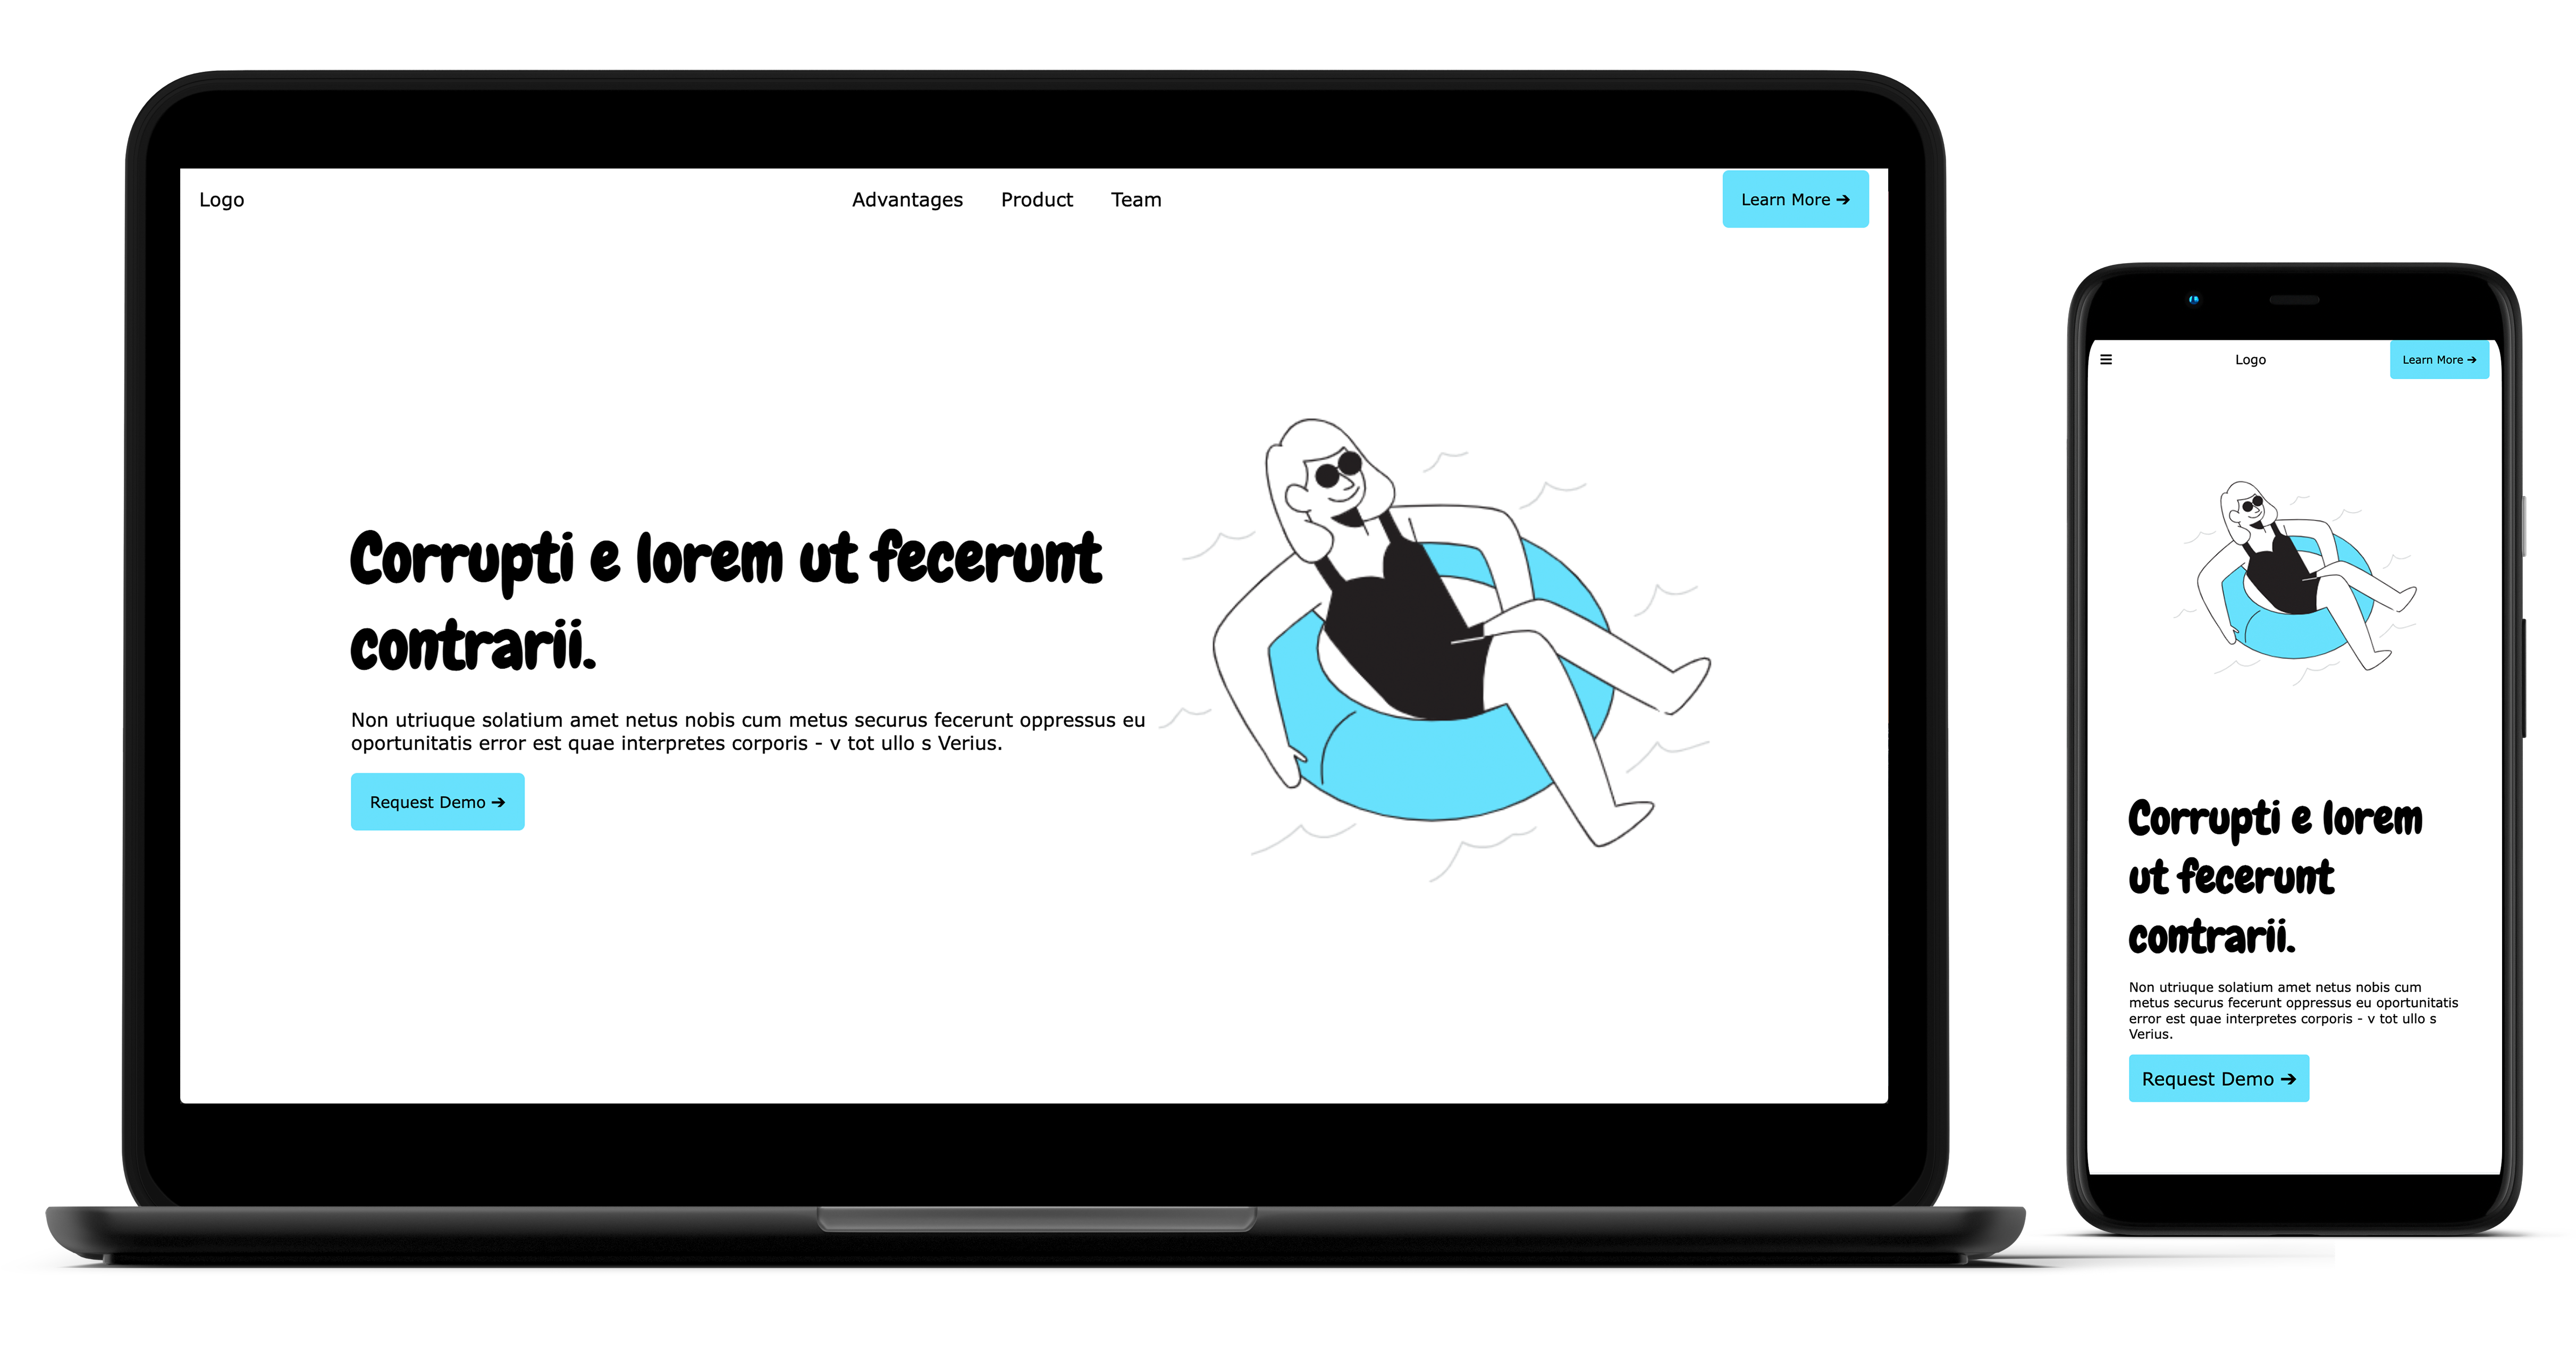 Logo
Advantages Product Team
Learn More ➔
Corrupti e lorem ut fecerunt
contrarii.
Non utriuque solatium amet netus nobis cum metus securus fecerunt oppressus eu
oportunitatis error est quae interpretes corporis - v tot ullo s Verius.
Request Demo ➔
Logo
Learn More ➔
Corrupti e lorem
ut fecerunt
contrarii.
Non utriuque solatium amet netus nobis cum
metus securus fecerunt oppressus eu oportunitatis
error est quae interpretes corporis - v tot ullo s
Verius.
Request Demo ➔